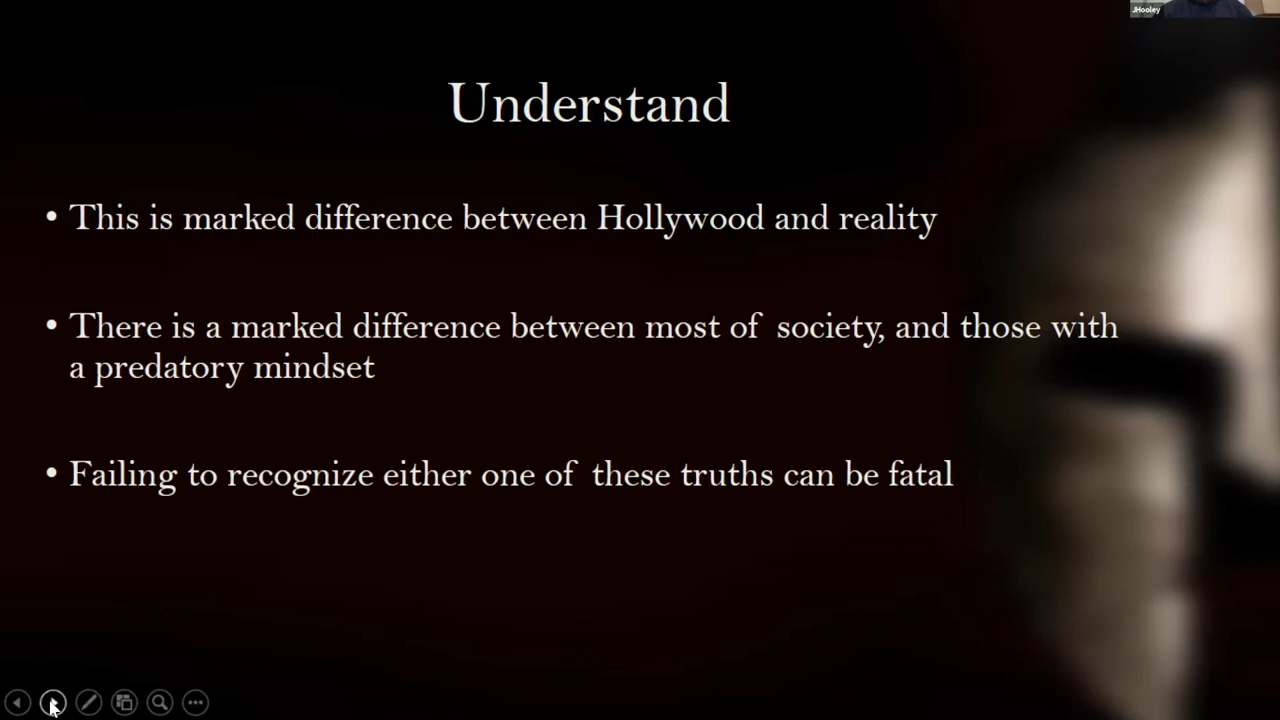 JHooley
Understand
• This is marked difference between Hollywood and reality
• There is a marked difference between most of society, and those with
a predatory mindset
• Failing to recognize either one of these truths can be fatal